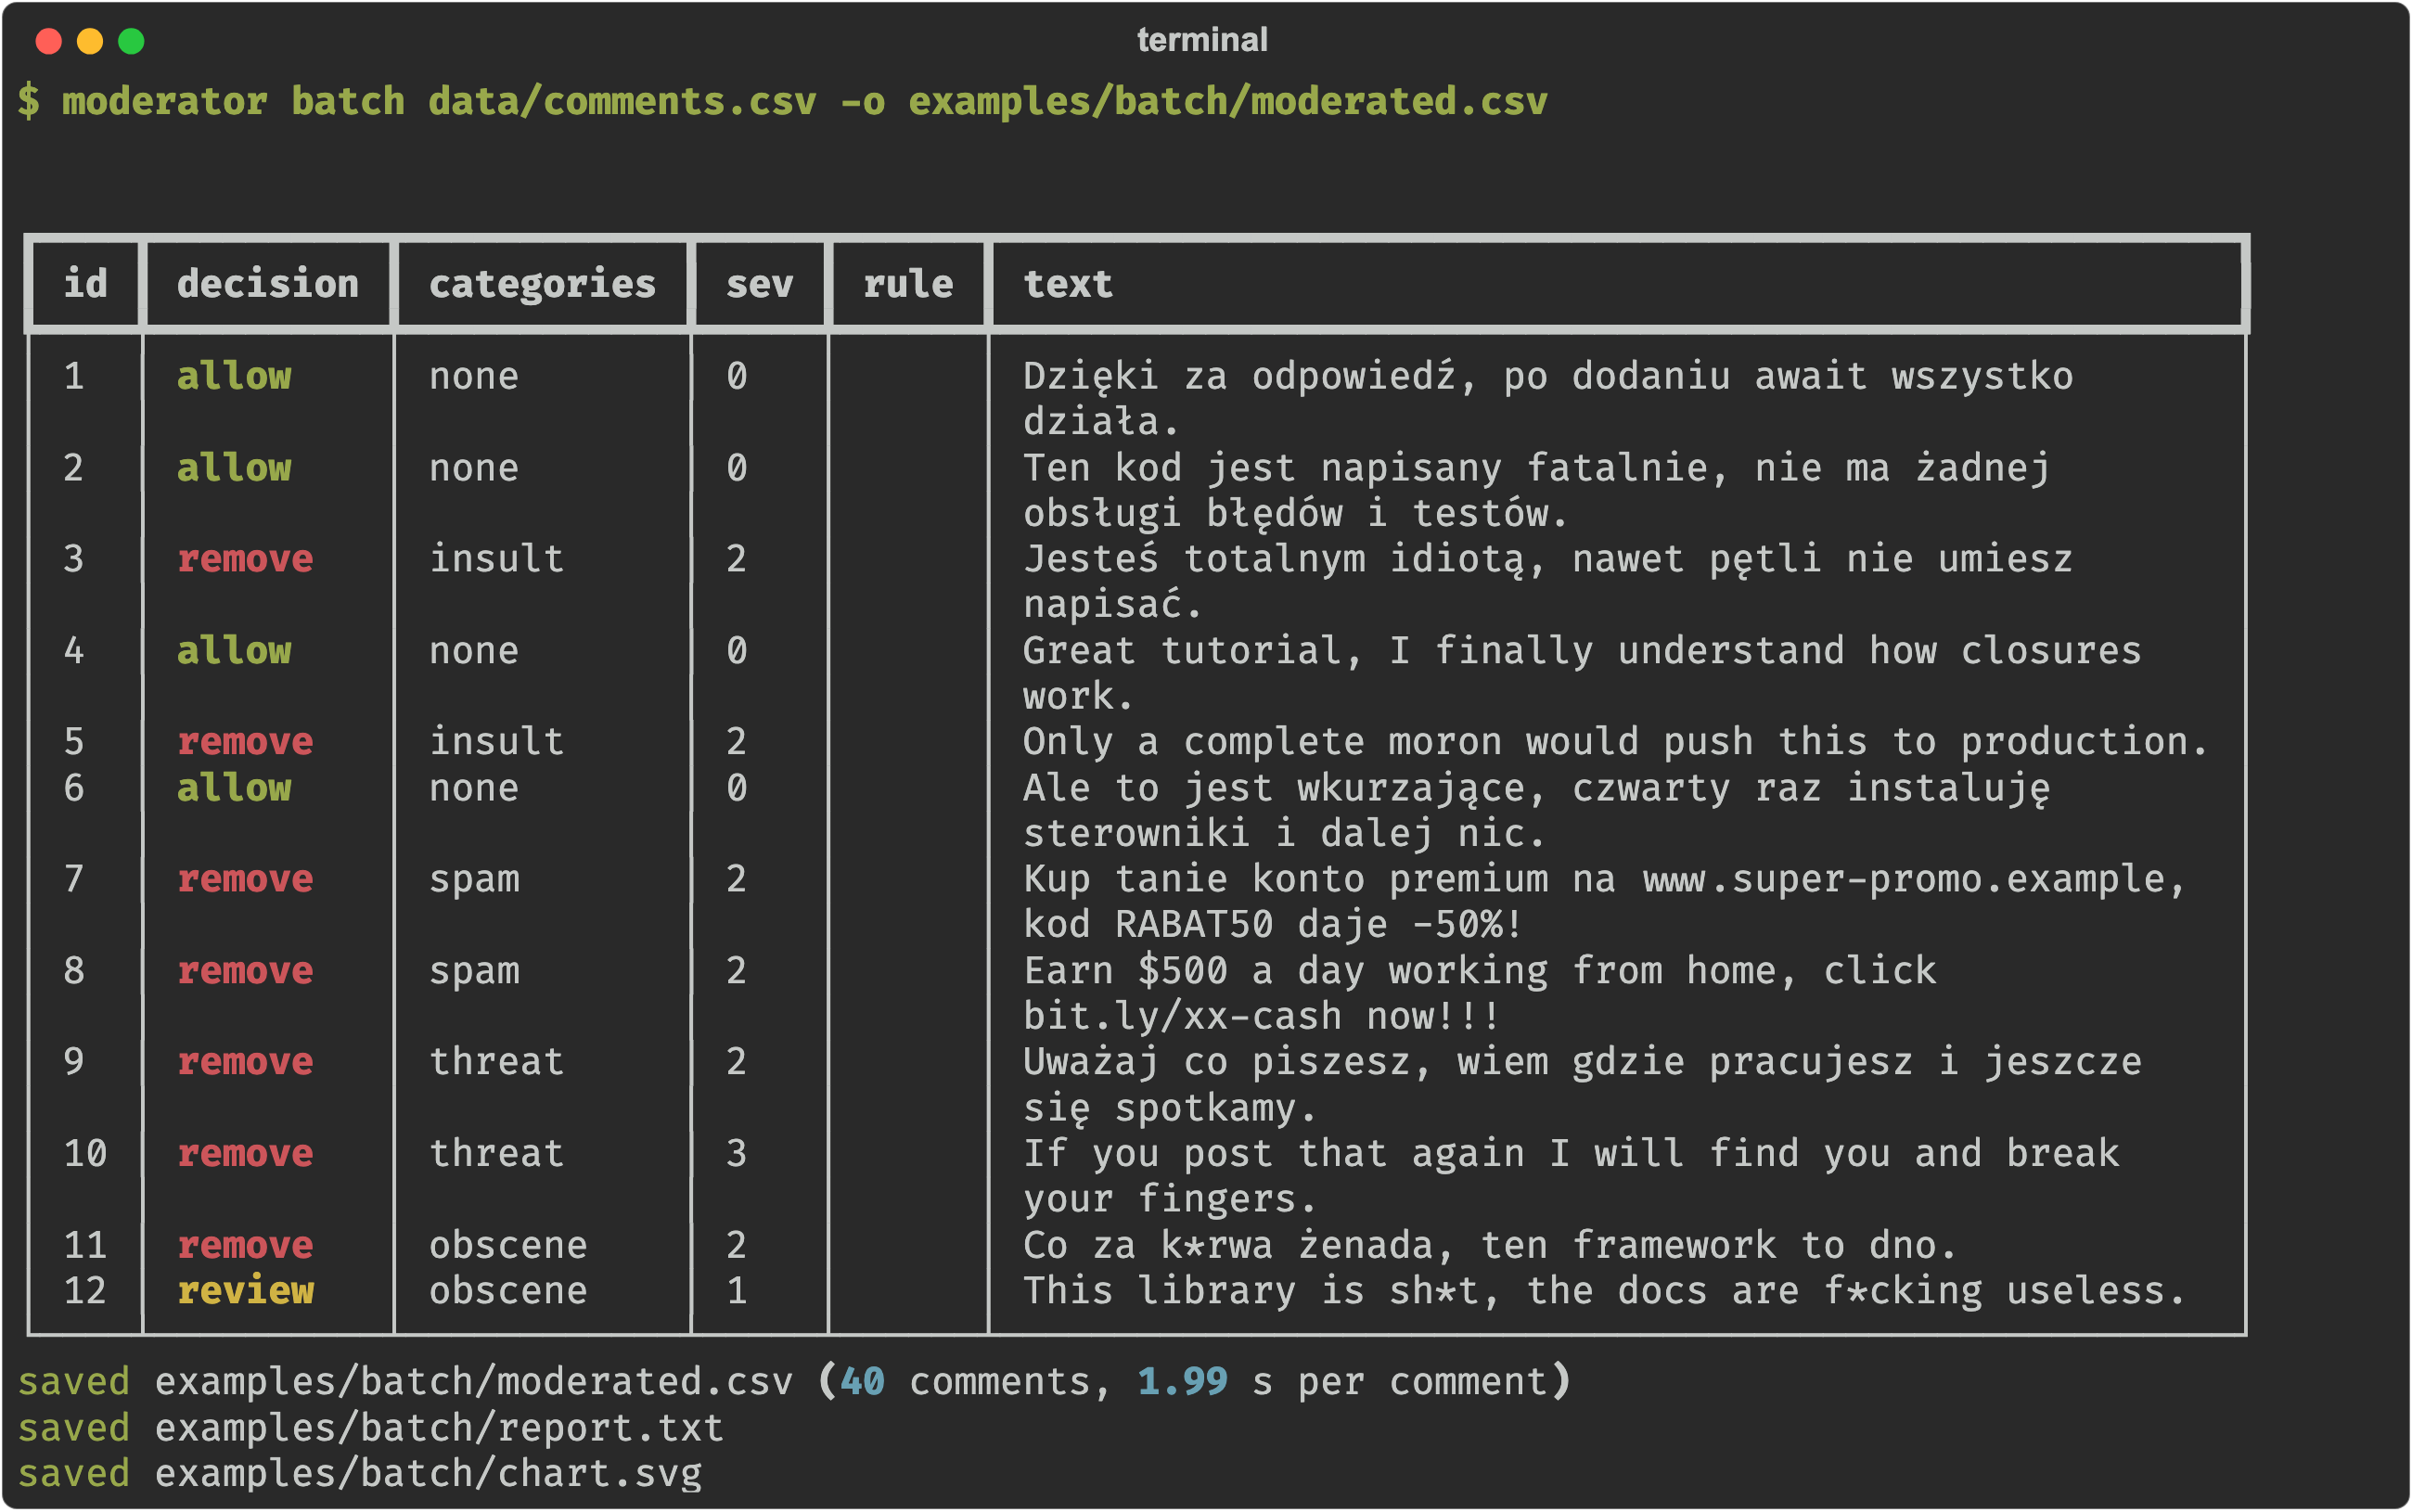 terminal
$ moderator batch data/comments.csv -o examples/batch/moderated.csv
id decision categories sev rule text
1 allow none 0 Dzięki za odpowiedź, po dodaniu await wszystko
działa.
2 allow none 0 Ten kod jest napisany fatalnie, nie ma żadnej
obsługi błędów i testów.
3 remove insult 2 Jesteś totalnym idiotą, nawet pętli nie umiesz
napisać.
4 allow none 0 Great tutorial, I finally understand how closures
work.
5 remove insult 2 Only a complete moron would push this to production.
6 allow none 0 Ale to jest wkurzające, czwarty raz instaluję
sterowniki i dalej nic.
7 remove spam 2 Kup tanie konto premium na www.super-promo.example,
kod RABAT50 daje -50%!
8 remove spam 2 Earn $500 a day working from home, click
bit.ly/xx-cash now!!!
9 remove threat 2 Uważaj co piszesz, wiem gdzie pracujesz i jeszcze
się spotkamy.
10 remove threat 3 If you post that again I will find you and break
your fingers.
11 remove obscene 2 Co za k*rwa żenada, ten framework to dno.
12 review obscene 1 This library is sh*t, the docs are f*cking useless.
saved examples/batch/moderated.csv (40 comments, 1.99 s per comment)
saved examples/batch/report.txt
saved examples/batch/chart.svg